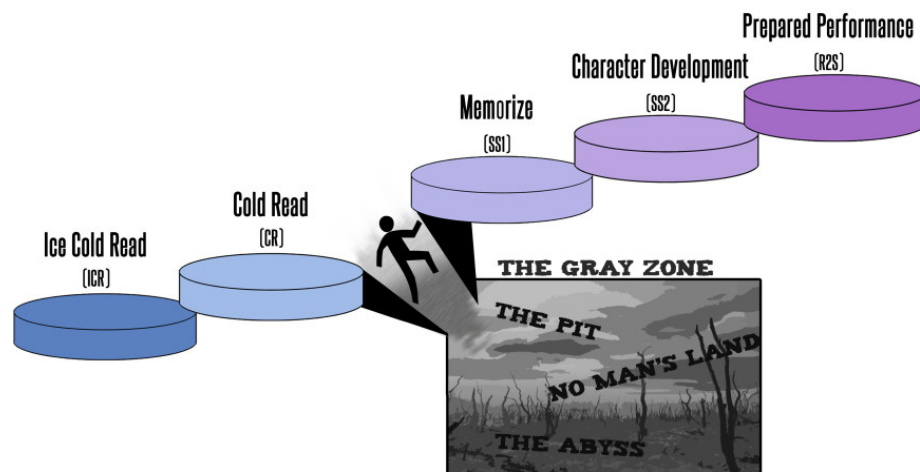 Prepared Performance
(R2S)
Character Development
(SS2)
Memorize
(SS1)
Cold Read
(CR)
Ice Cold Read
(ICR)
THE GRAY ZONE
THE PIT
NO MAN'S LAND
THE ABYSS